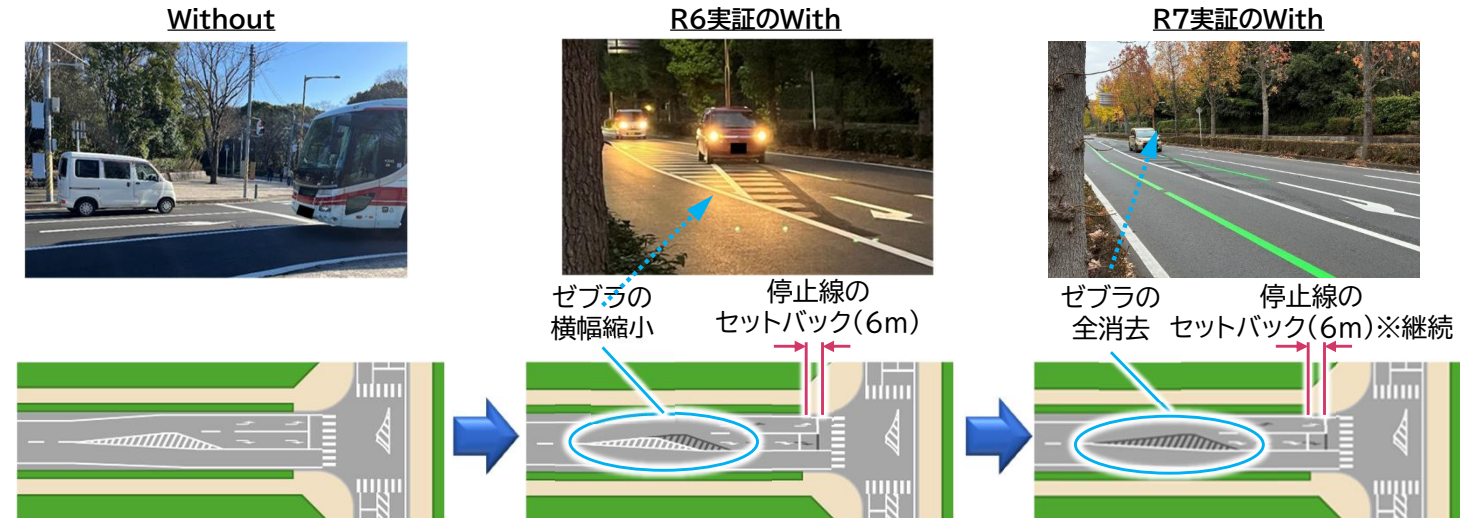 Without
R6実証のWith
R7実証のWith
ゼブラの
横幅縮小
停止線の
セットバック(6m)
ゼブラの
全消去
停止線の
セットバック(6m)※継続